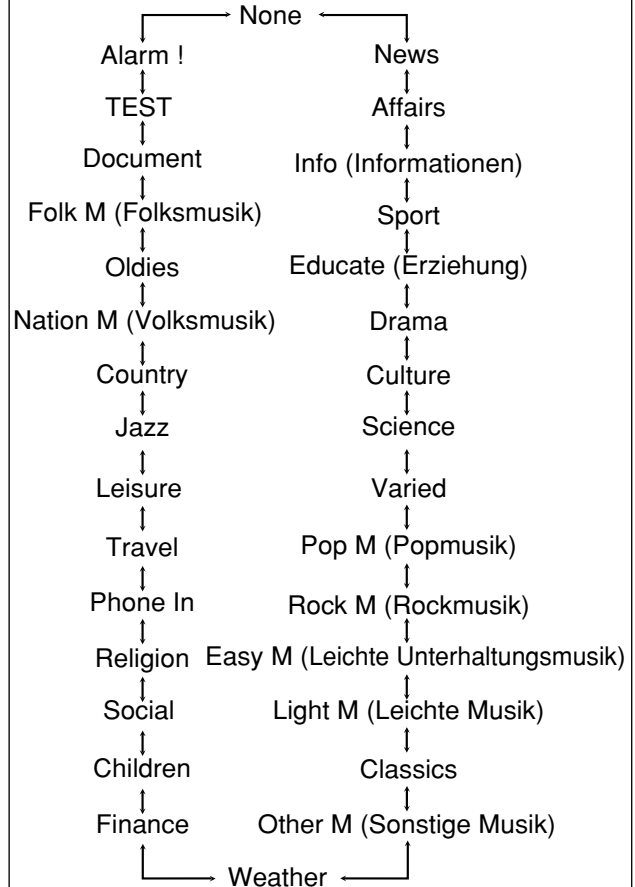 None
Alarm !
TEST
Document
Folk M (Folksmusik)
Oldies
Nation M (Volksmusik)
Country
Jazz
Leisure
Travel
Phone In
Religion
Social
Children
Finance
News
Affairs
Info (Informationen)
Sport
Educate (Erziehung)
Drama
Culture
Science
Varied
Pop M (Popmusik)
Rock M (Rockmusik)
Easy M (Leichte Unterhaltungsmusik)
Light M (Leichte Musik)
Classics
Other M (Sonstige Musik)
Weather